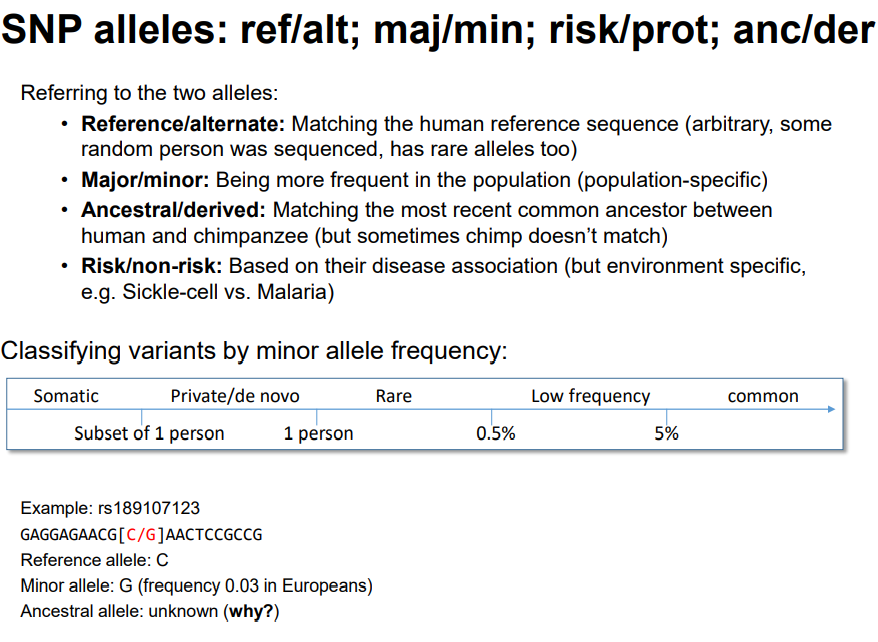 SNP alleles: ref/alt; maj/min; risk/prot; anc/der
Referring to the two alleles:
• Reference/alternate: Matching the human reference sequence (arbitrary, some
random person was sequenced, has rare alleles too)
• Major/minor: Being more frequent in the population (population-specific)
• Ancestral/derived: Matching the most recent common ancestor between
human and chimpanzee (but sometimes chimp doesn’t match)
• Risk/non-risk: Based on their disease association (but environment specific,
e.g. Sickle-cell vs. Malaria)
Classifying variants by minor allele frequency:
Somatic Private/de novo Rare Low frequency common
Subset of 1 person 1 person 0.5% 5%
Example: rs189107123
GAGGAGAACG[C/G]AACTCCGCCG
Reference allele: C
Minor allele: G (frequency 0.03 in Europeans)
Ancestral allele: unknown (why?)